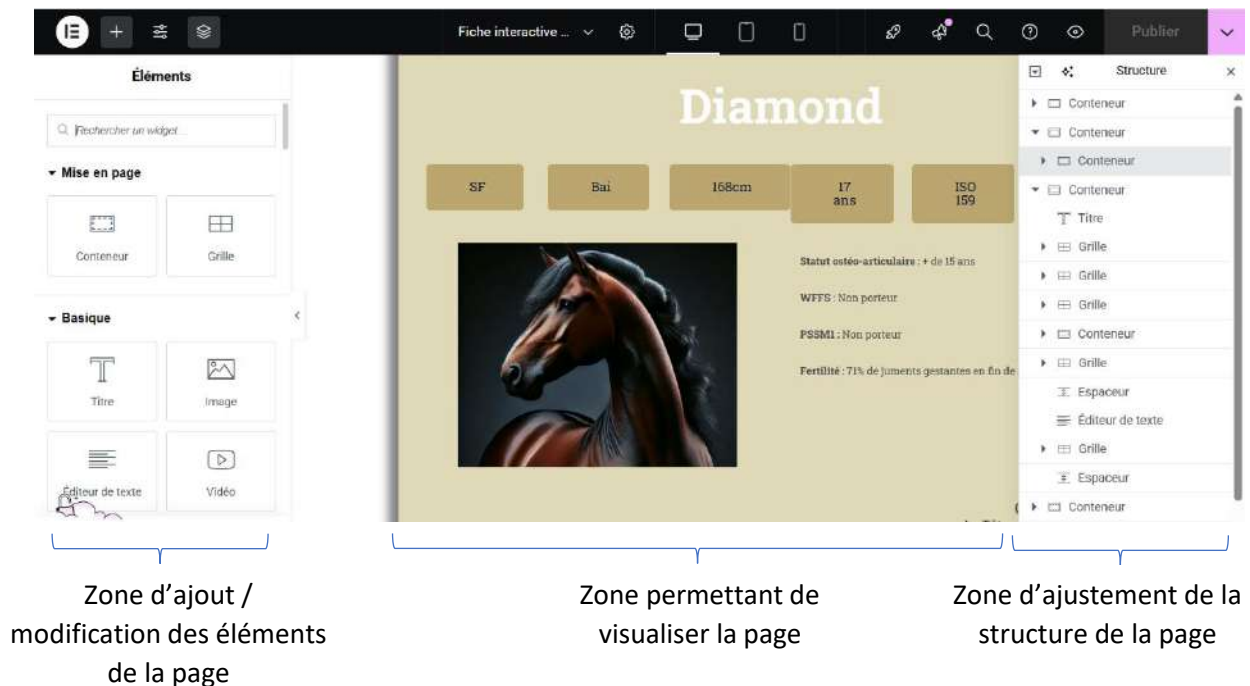 Fiche interactive ...
Publier
Éléments
Rechercher un widget...
Mise en page
Conteneur
Grille
Basique
Titre
Image
Éditeur de texte
Vidéo
Diamond
SF
Bai
168cm
17
ans
ISO
159
Statut ostéo-articulaire : + de 15 ans
WFFS : Non porteur
PSSM1 : Non porteur
Fertilité : 71% de juments gestantes en fin de
Structure
Conteneur
Conteneur
Conteneur
Conteneur
Titre
Grille
Grille
Grille
Conteneur
Grille
Espaceur
Éditeur de texte
Grille
Espaceur
Conteneur
Zone d'ajout /
modification des éléments
de la page
Zone permettant de
visualiser la page
Zone d'ajustement de la
structure de la page